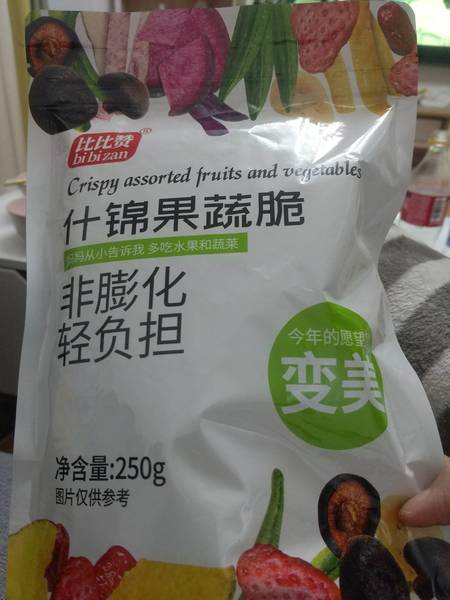 比比赞®
bibizan
Crispy assorted fruits and vegetables
什锦果蔬脆
妈从小告诉我 多吃水果和蔬菜
非膨化
轻负担
今年的愿望
变美
净含量:250g
图片仅供参考